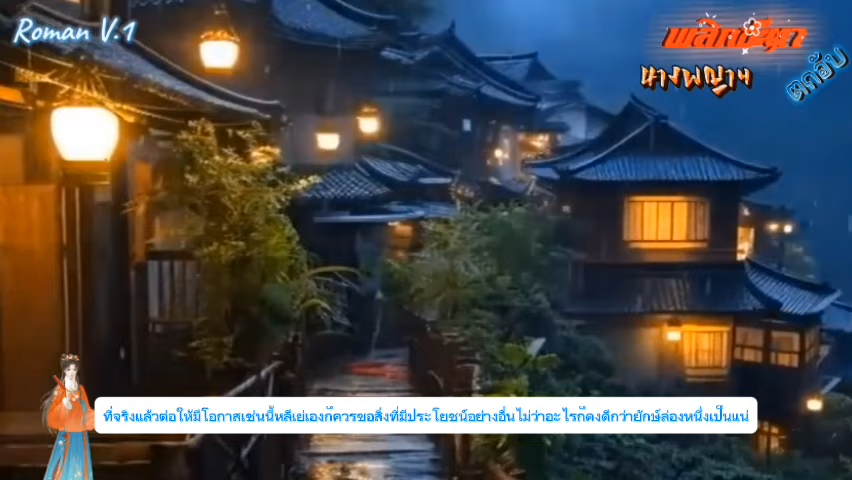 Roman V.1
พลิกชะตา
นางพญาฯ
ตกอับ
ที่จริงแล้วต่อให้มีโอกาสเช่นนี้หลีเย่เองก็ควรขอสิ่งที่มีประโยชน์อย่างอื่นไม่ว่าอะไรก็คงดีกว่ายักษ์ล่องหนึ่งเป็นแน่